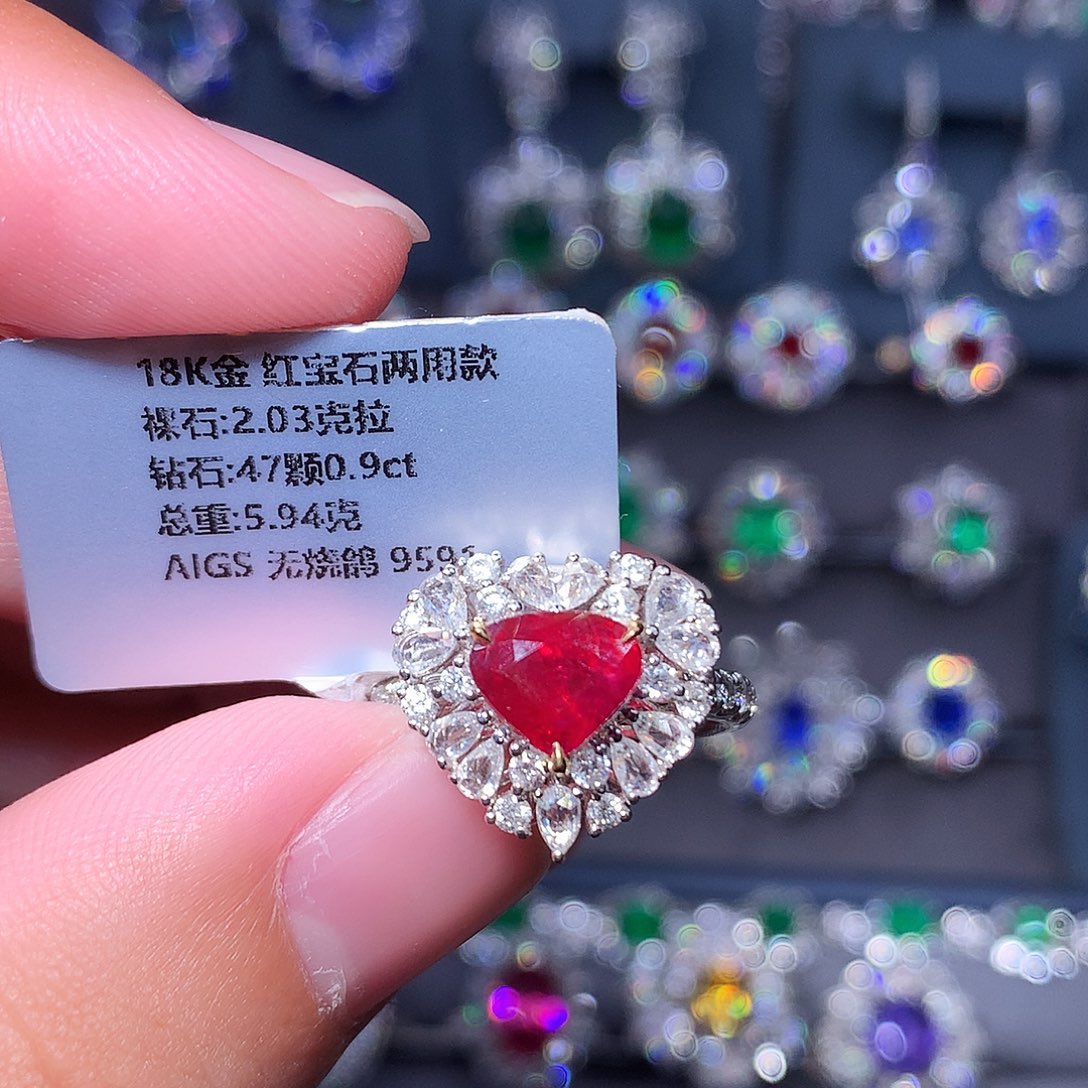 18K金 红宝石两用款
裸石:2.03克拉
钻石:47颗0.9ct
总重:5.94克
AIGS 无烧鸽 9591